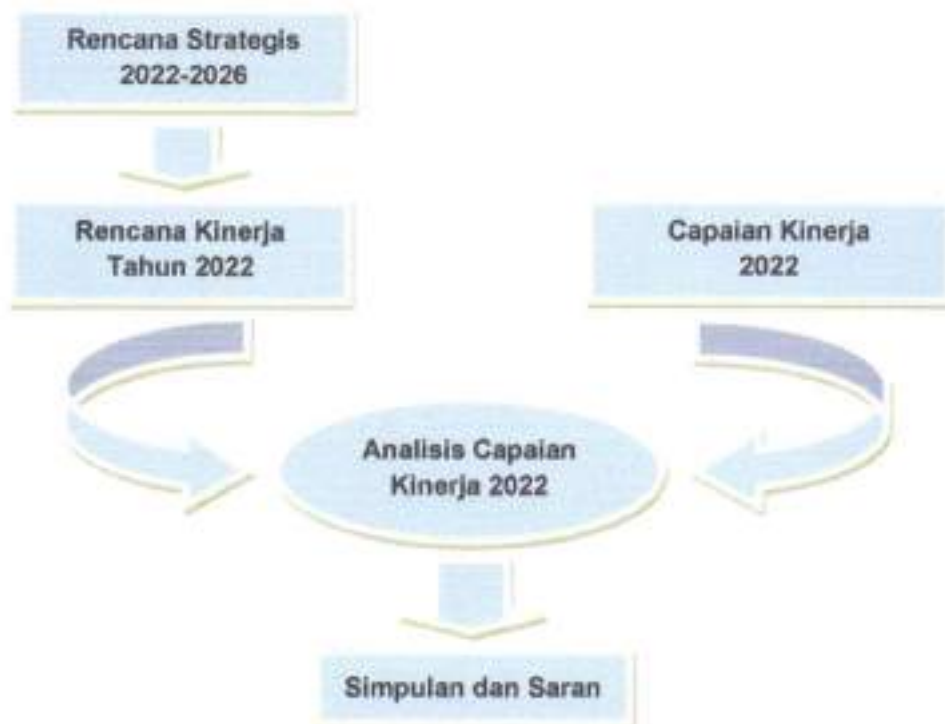 Rencana Strategis
2022-2026
Rencana Kinerja
Tahun 2022
Capaian Kinerja
2022
Analisis Capaian
Kinerja 2022
Simpulan dan Saran